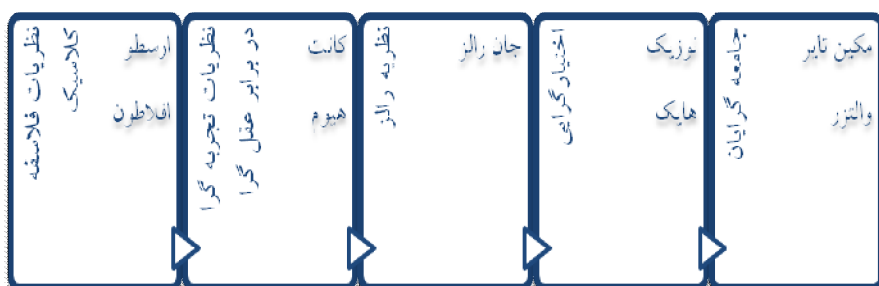 نظریات فلاسفه
کلاسیک
ارسطو
افلاطون
نظریات تجربه گرا
در برابر عقل گرا
کانت
هیوم
نظریه رالز
جان رالز
اختیارگرایی
نوزیک
هایک
جامعه گرایان
مکین تایر
والتزر